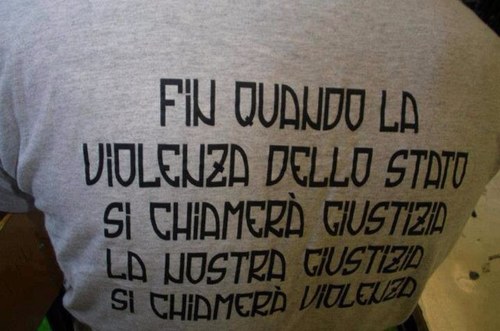 FIN QUANDO LA
VIOLENZA DELLO STATO
SI CHIAMERÀ GIUSTIZIA
LA NOSTRA GIUSTIZIA
SI CHIAMERÀ VIOLENZA